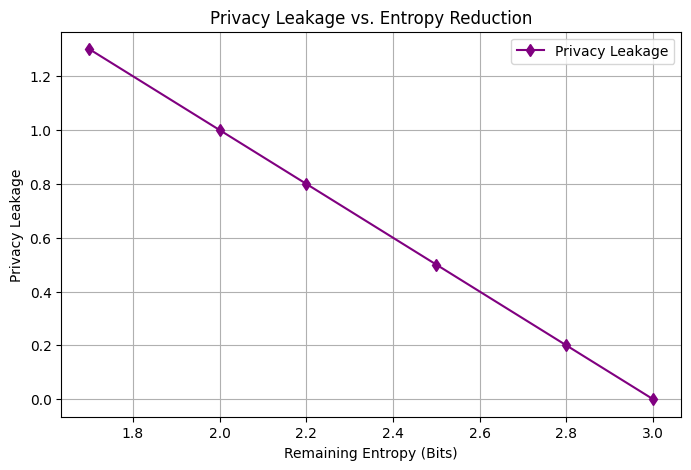 Privacy Leakage vs. Entropy Reduction
Privacy Leakage
1.2
1.0
0.8
0.6
0.4
0.2
0.0
Privacy Leakage
1.8 2.0 2.2 2.4 2.6 2.8 3.0
Remaining Entropy (Bits)